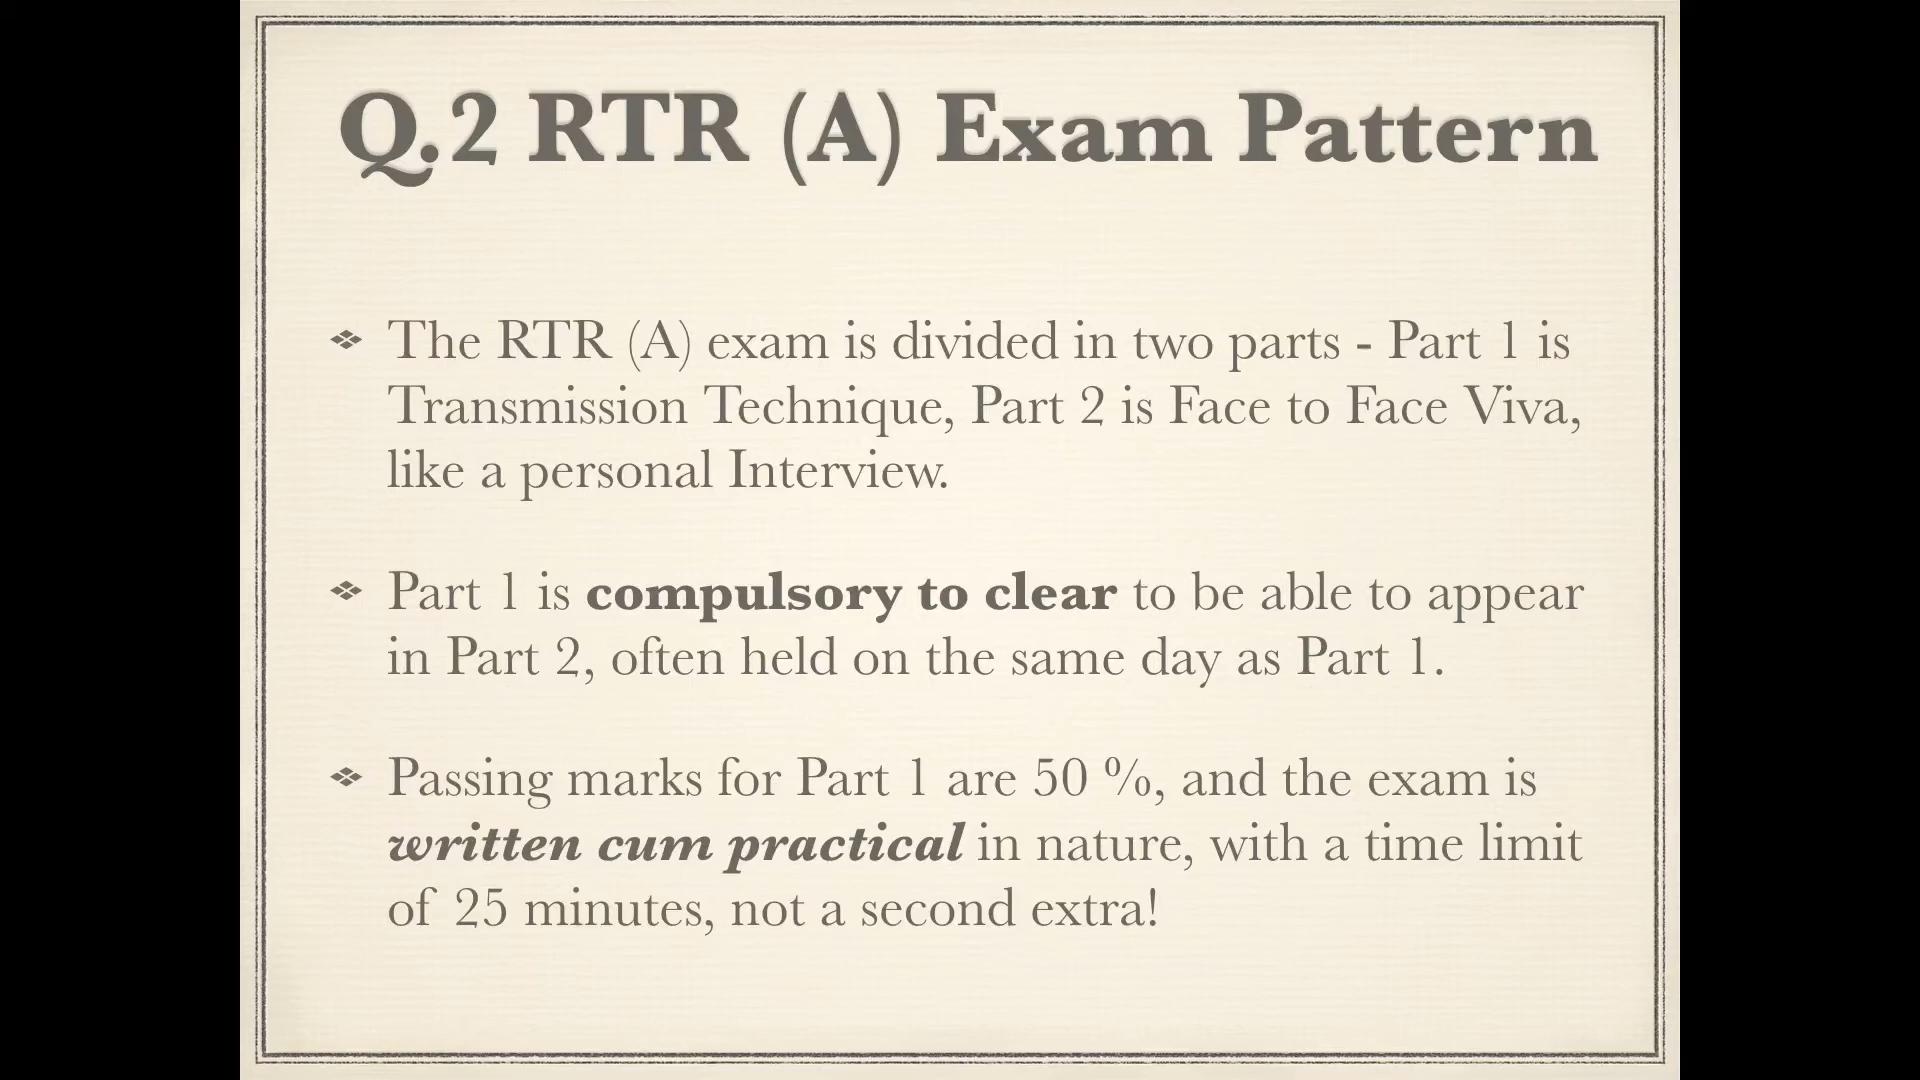 Q.2 RTR (A) Exam Pattern
The RTR (A) exam is divided in two parts - Part 1 is
Transmission Technique, Part 2 is Face to Face Viva,
like a personal Interview.
Part 1 is compulsory to clear to be able to appear
in Part 2, often held on the same day as Part 1.
Passing marks for Part 1 are 50 %, and the exam is
written cum practical in nature, with a time limit
of 25 minutes, not a second extra!